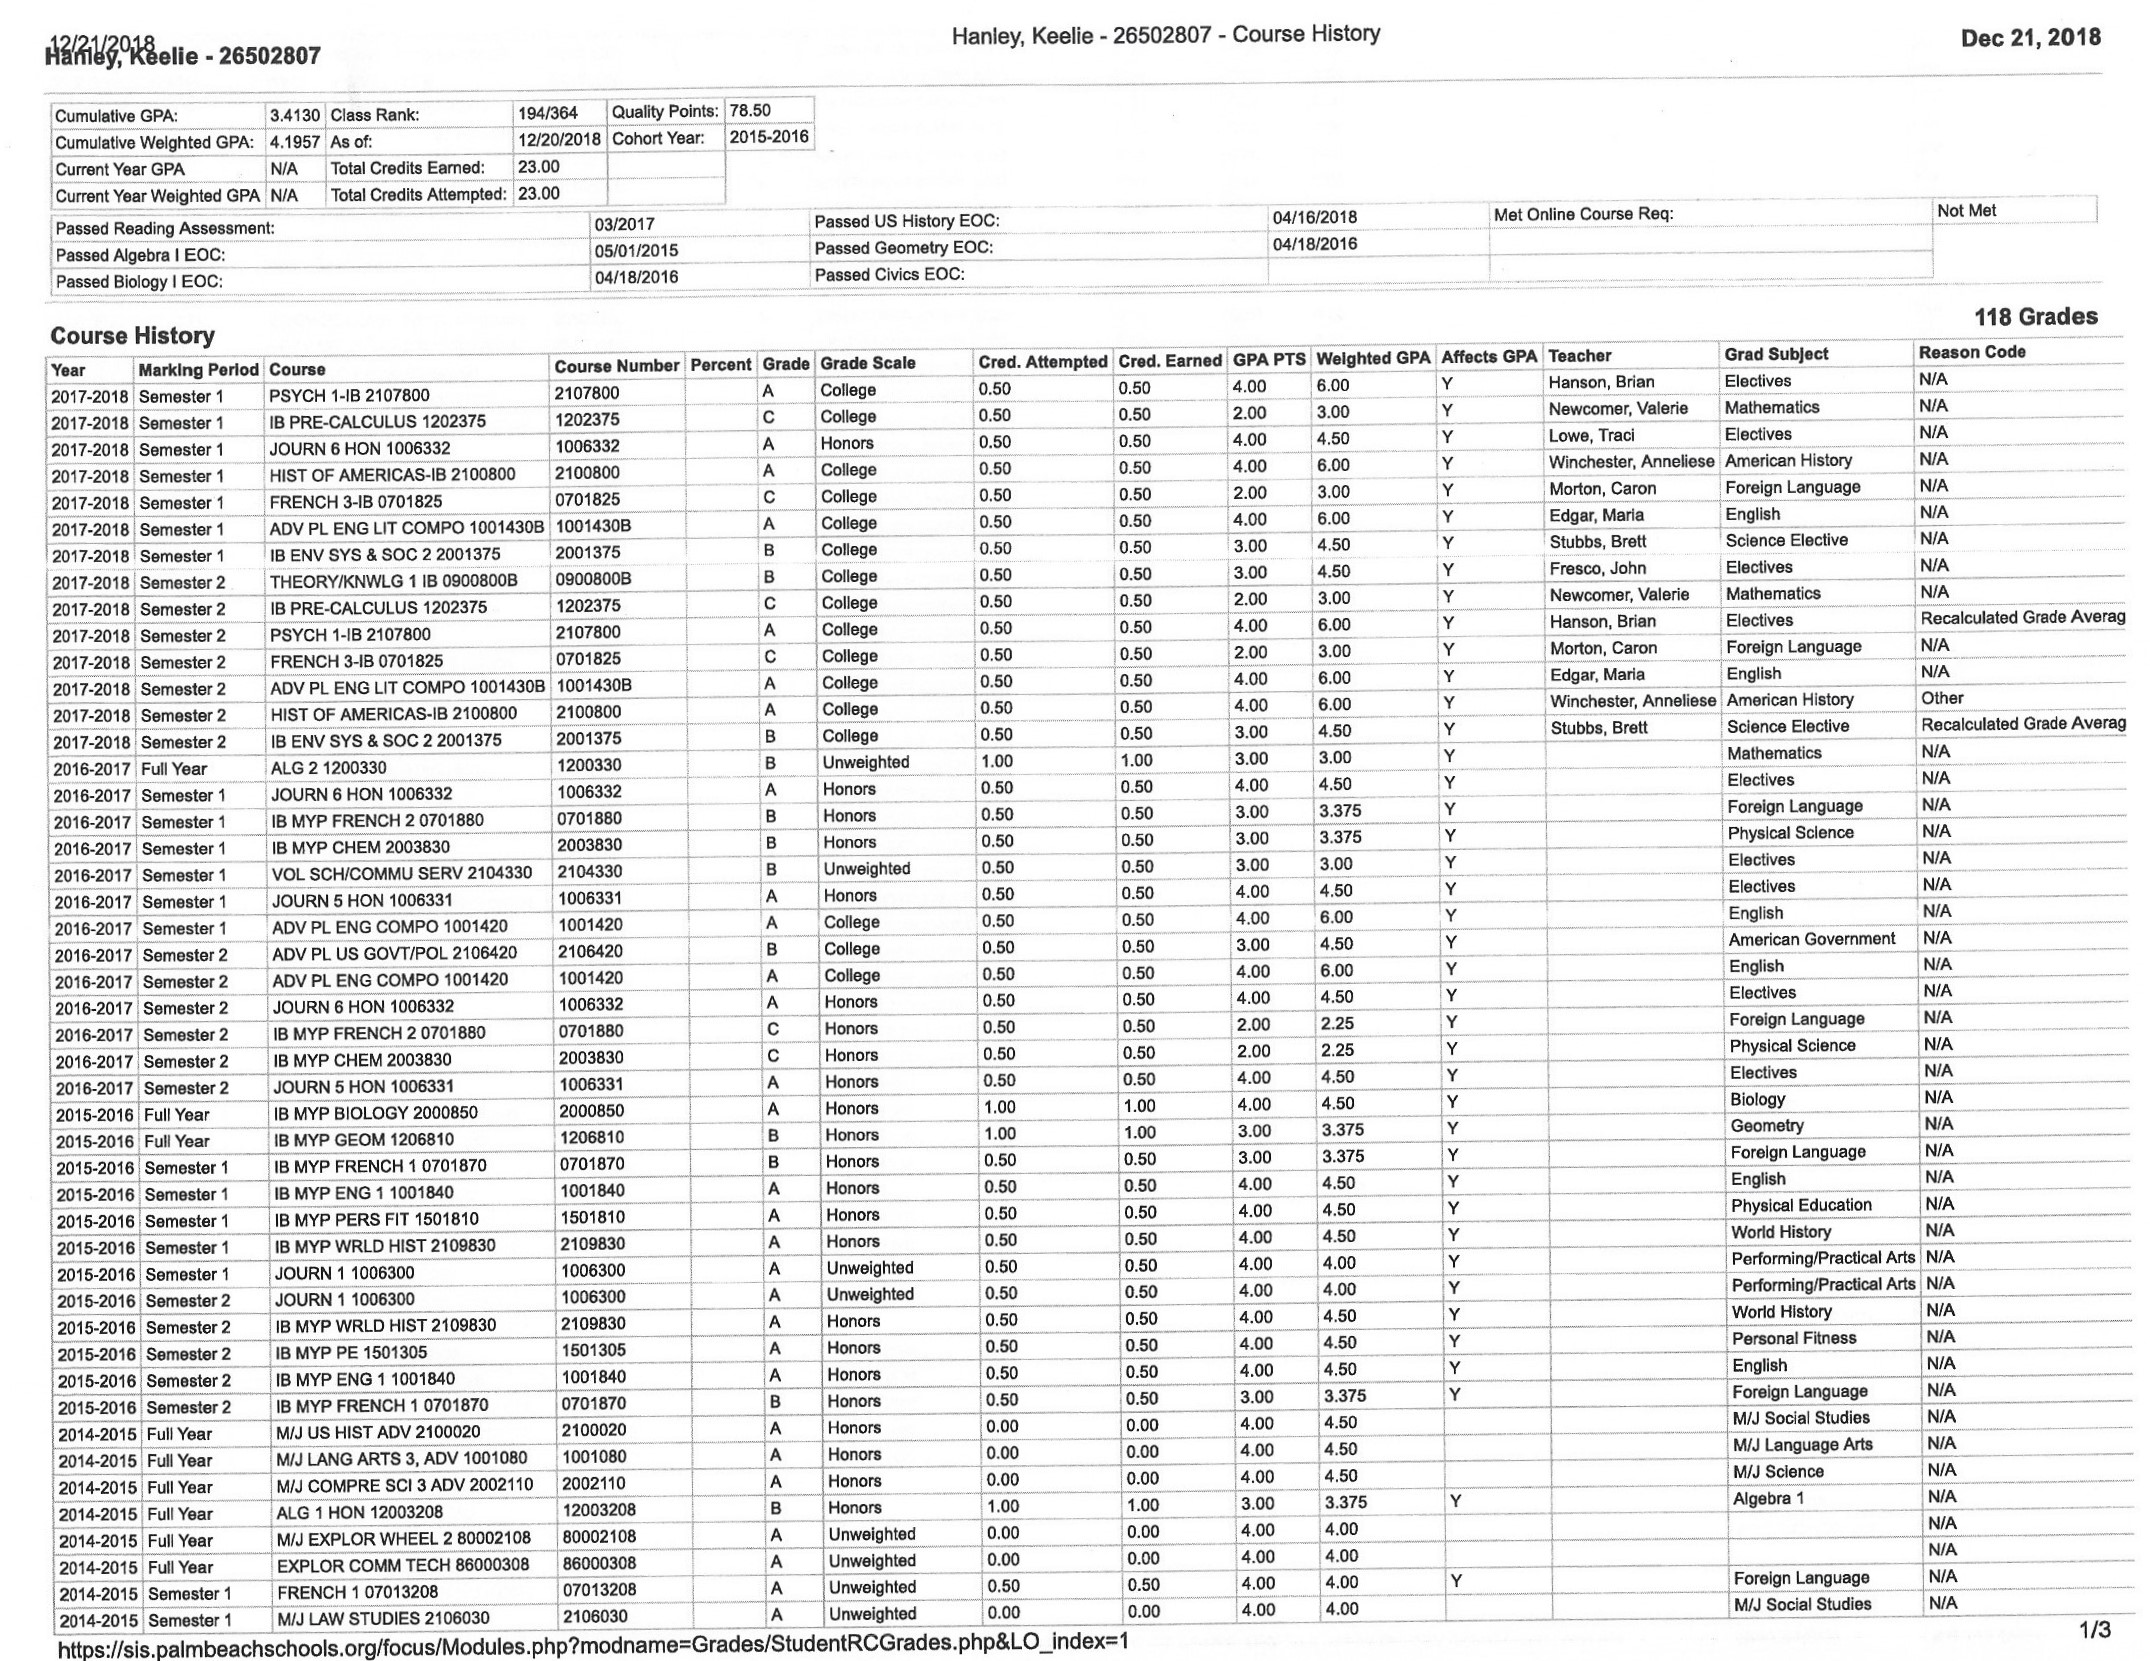 12/21/2018 Hanley, Keelie - 26502807 - Course History Dec 21, 2018
Hanley, Keelie - 26502807
Cumulative GPA: 3.4130 Class Rank: 194/364 Quality Points: 78.50
Cumulative Weighted GPA: 4.1957 As of: 12/20/2018 Cohort Year: 2015-2016
Current Year GPA N/A Total Credits Earned: 23.00
Current Year Weighted GPA N/A Total Credits Attempted: 23.00
Passed Reading Assessment: 03/2017 Passed US History EOC: 04/16/2018 Met Online Course Req: Not Met
Passed Algebra I EOC: 05/01/2015 Passed Geometry EOC: 04/18/2016
Passed Biology I EOC: 04/18/2016 Passed Civics EOC:
Course History 118 Grades
Year Marking Period Course Course Number Percent Grade Grade Scale Cred. Attempted Cred. Earned GPA PTS Weighted GPA Affects GPA Teacher Grad Subject Reason Code
2017-2018 Semester 1 PSYCH 1-IB 2107800 2107800 A College 0.50 0.50 4.00 6.00 Y Hanson, Brian Electives N/A
2017-2018 Semester 1 IB PRE-CALCULUS 1202375 1202375 C College 0.50 0.50 2.00 3.00 Y Newcomer, Valerie Mathematics N/A
2017-2018 Semester 1 JOURN 6 HON 1006332 1006332 A Honors 0.50 0.50 4.00 4.50 Y Lowe, Traci Electives N/A
2017-2018 Semester 1 HIST OF AMERICAS-IB 2100800 2100800 A College 0.50 0.50 4.00 6.00 Y Winchester, Anneliese American History N/A
2017-2018 Semester 1 FRENCH 3-IB 0701825 0701825 C College 0.50 0.50 2.00 3.00 Y Morton, Caron Foreign Language N/A
2017-2018 Semester 1 ADV PL ENG LIT COMPO 1001430B 1001430B A College 0.50 0.50 4.00 6.00 Y Edgar, Maria English N/A
2017-2018 Semester 1 IB ENV SYS & SOC 2 2001375 2001375 B College 0.50 0.50 3.00 4.50 Y Stubbs, Brett Science Elective N/A
2017-2018 Semester 2 THEORY/KNWLG 1 IB 0900800B 0900800B B College 0.50 0.50 3.00 4.50 Y Fresco, John Electives N/A
2017-2018 Semester 2 IB PRE-CALCULUS 1202375 1202375 C College 0.50 0.50 2.00 3.00 Y Newcomer, Valerie Mathematics N/A
2017-2018 Semester 2 PSYCH 1-IB 2107800 2107800 A College 0.50 0.50 4.00 6.00 Y Hanson, Brian Electives Recalculated Grade Averag
2017-2018 Semester 2 FRENCH 3-IB 0701825 0701825 C College 0.50 0.50 2.00 3.00 Y Morton, Caron Foreign Language N/A
2017-2018 Semester 2 ADV PL ENG LIT COMPO 1001430B 1001430B A College 0.50 0.50 4.00 6.00 Y Edgar, Maria English N/A
2017-2018 Semester 2 HIST OF AMERICAS-IB 2100800 2100800 A College 0.50 0.50 4.00 6.00 Y Winchester, Anneliese American History Other
2017-2018 Semester 2 IB ENV SYS & SOC 2 2001375 2001375 B College 0.50 0.50 3.00 4.50 Y Stubbs, Brett Science Elective Recalculated Grade Averag
2016-2017 Full Year ALG 2 1200330 1200330 B Unweighted 1.00 1.00 3.00 3.00 Y Mathematics N/A
2016-2017 Semester 1 JOURN 6 HON 1006332 1006332 A Honors 0.50 0.50 4.00 4.50 Y Electives N/A
2016-2017 Semester 1 IB MYP FRENCH 2 0701880 0701880 B Honors 0.50 0.50 3.00 3.375 Y Foreign Language N/A
2016-2017 Semester 1 IB MYP CHEM 2003830 2003830 B Honors 0.50 0.50 3.00 3.375 Y Physical Science N/A
2016-2017 Semester 1 VOL SCH/COMMU SERV 2104330 2104330 B Unweighted 0.50 0.50 3.00 3.00 Y Electives N/A
2016-2017 Semester 1 JOURN 5 HON 1006331 1006331 A Honors 0.50 0.50 4.00 4.50 Y Electives N/A
2016-2017 Semester 1 ADV PL ENG COMPO 1001420 1001420 A College 0.50 0.50 4.00 6.00 Y English N/A
2016-2017 Semester 2 ADV PL US GOVT/POL 2106420 2106420 B College 0.50 0.50 3.00 4.50 Y American Government N/A
2016-2017 Semester 2 ADV PL ENG COMPO 1001420 1001420 A College 0.50 0.50 4.00 6.00 Y English N/A
2016-2017 Semester 2 JOURN 6 HON 1006332 1006332 A Honors 0.50 0.50 4.00 4.50 Y Electives N/A
2016-2017 Semester 2 IB MYP FRENCH 2 0701880 0701880 C Honors 0.50 0.50 2.00 2.25 Y Foreign Language N/A
2016-2017 Semester 2 IB MYP CHEM 2003830 2003830 C Honors 0.50 0.50 2.00 2.25 Y Physical Science N/A
2016-2017 Semester 2 JOURN 5 HON 1006331 1006331 A Honors 0.50 0.50 4.00 4.50 Y Electives N/A
2015-2016 Full Year IB MYP BIOLOGY 2000850 2000850 A Honors 1.00 1.00 4.00 4.50 Y Biology N/A
2015-2016 Full Year IB MYP GEOM 1206810 1206810 B Honors 1.00 1.00 3.00 3.375 Y Geometry N/A
2015-2016 Semester 1 IB MYP FRENCH 1 0701870 0701870 B Honors 0.50 0.50 3.00 3.375 Y Foreign Language N/A
2015-2016 Semester 1 IB MYP ENG 1 1001840 1001840 A Honors 0.50 0.50 4.00 4.50 Y English N/A
2015-2016 Semester 1 IB MYP PERS FIT 1501810 1501810 A Honors 0.50 0.50 4.00 4.50 Y Physical Education N/A
2015-2016 Semester 1 IB MYP WRLD HIST 2109830 2109830 A Honors 0.50 0.50 4.00 4.50 Y World History N/A
2015-2016 Semester 1 JOURN 1 1006300 1006300 A Unweighted 0.50 0.50 4.00 4.00 Y Performing/Practical Arts N/A
2015-2016 Semester 2 JOURN 1 1006300 1006300 A Unweighted 0.50 0.50 4.00 4.00 Y Performing/Practical Arts N/A
2015-2016 Semester 2 IB MYP WRLD HIST 2109830 2109830 A Honors 0.50 0.50 4.00 4.50 Y World History N/A
2015-2016 Semester 2 IB MYP PE 1501305 1501305 A Honors 0.50 0.50 4.00 4.50 Y Personal Fitness N/A
2015-2016 Semester 2 IB MYP ENG 1 1001840 1001840 A Honors 0.50 0.50 4.00 4.50 Y English N/A
2015-2016 Semester 2 IB MYP FRENCH 1 0701870 0701870 B Honors 0.50 0.50 3.00 3.375 Y Foreign Language N/A
2014-2015 Full Year M/J US HIST ADV 2100020 2100020 A Honors 0.00 0.00 4.00 4.50 M/J Social Studies N/A
2014-2015 Full Year M/J LANG ARTS 3, ADV 1001080 1001080 A Honors 0.00 0.00 4.00 4.50 M/J Language Arts N/A
2014-2015 Full Year M/J COMPRE SCI 3 ADV 2002110 2002110 A Honors 0.00 0.00 4.00 4.50 M/J Science N/A
2014-2015 Full Year ALG 1 HON 12003208 12003208 B Honors 1.00 1.00 3.00 3.375 Y Algebra 1 N/A
2014-2015 Full Year M/J EXPLOR WHEEL 2 80002108 80002108 A Unweighted 0.00 0.00 4.00 4.00 N/A
2014-2015 Full Year EXPLOR COMM TECH 86000308 86000308 A Unweighted 0.00 0.00 4.00 4.00 N/A
2014-2015 Semester 1 FRENCH 1 07013208 07013208 A Unweighted 0.50 0.50 4.00 4.00 Y Foreign Language N/A
2014-2015 Semester 1 M/J LAW STUDIES 2106030 2106030 A Unweighted 0.00 0.00 4.00 4.00 M/J Social Studies N/A
https://sis.palmbeachschools.org/focus/Modules.php?modname=Grades/StudentRCGrades.php&LO_index=1 1/3